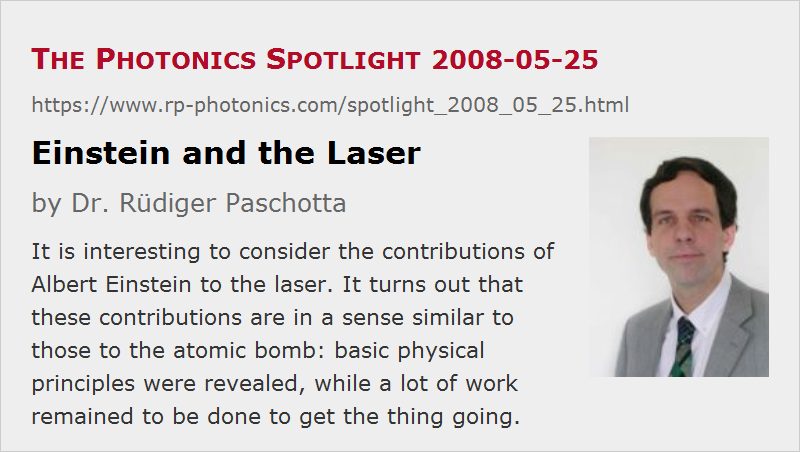 The Photonics Spotlight 2008-05-25
https://www.rp-photonics.com/spotlight_2008_05_25.html
Einstein and the Laser
by Dr. Rüdiger Paschotta
It is interesting to consider the contributions of
Albert Einstein to the laser. It turns out that
these contributions are in a sense similar to
those to the atomic bomb: basic physical
principles were revealed, while a lot of work
remained to be done to get the thing going.